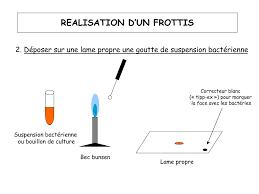 REALISATION D'UN FROTTIS
2. Déposer sur une lame propre une goutte de suspension bactérienne
Correcteur blanc
(« tipp-ex ») pour marquer
la face avec les bactéries
Suspension bactérienne
ou bouillon de culture
Bec bunsen
Lame propre